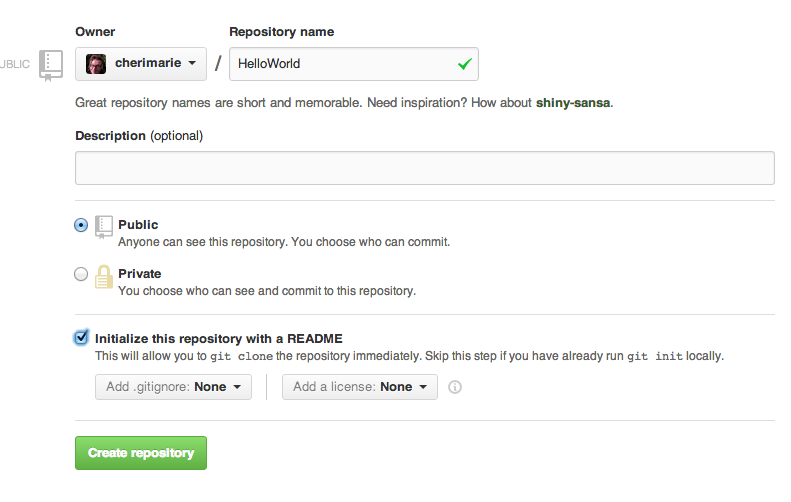 Owner Repository name
UBLIC cherimarie / HelloWorld
Great repository names are short and memorable. Need inspiration? How about shiny-sansa.
Description (optional)
Public
Anyone can see this repository. You choose who can commit.
Private
You choose who can see and commit to this repository.
Initialize this repository with a README
This will allow you to git clone the repository immediately. Skip this step if you have already run git init locally.
Add .gitignore: None Add a license: None
Create repository